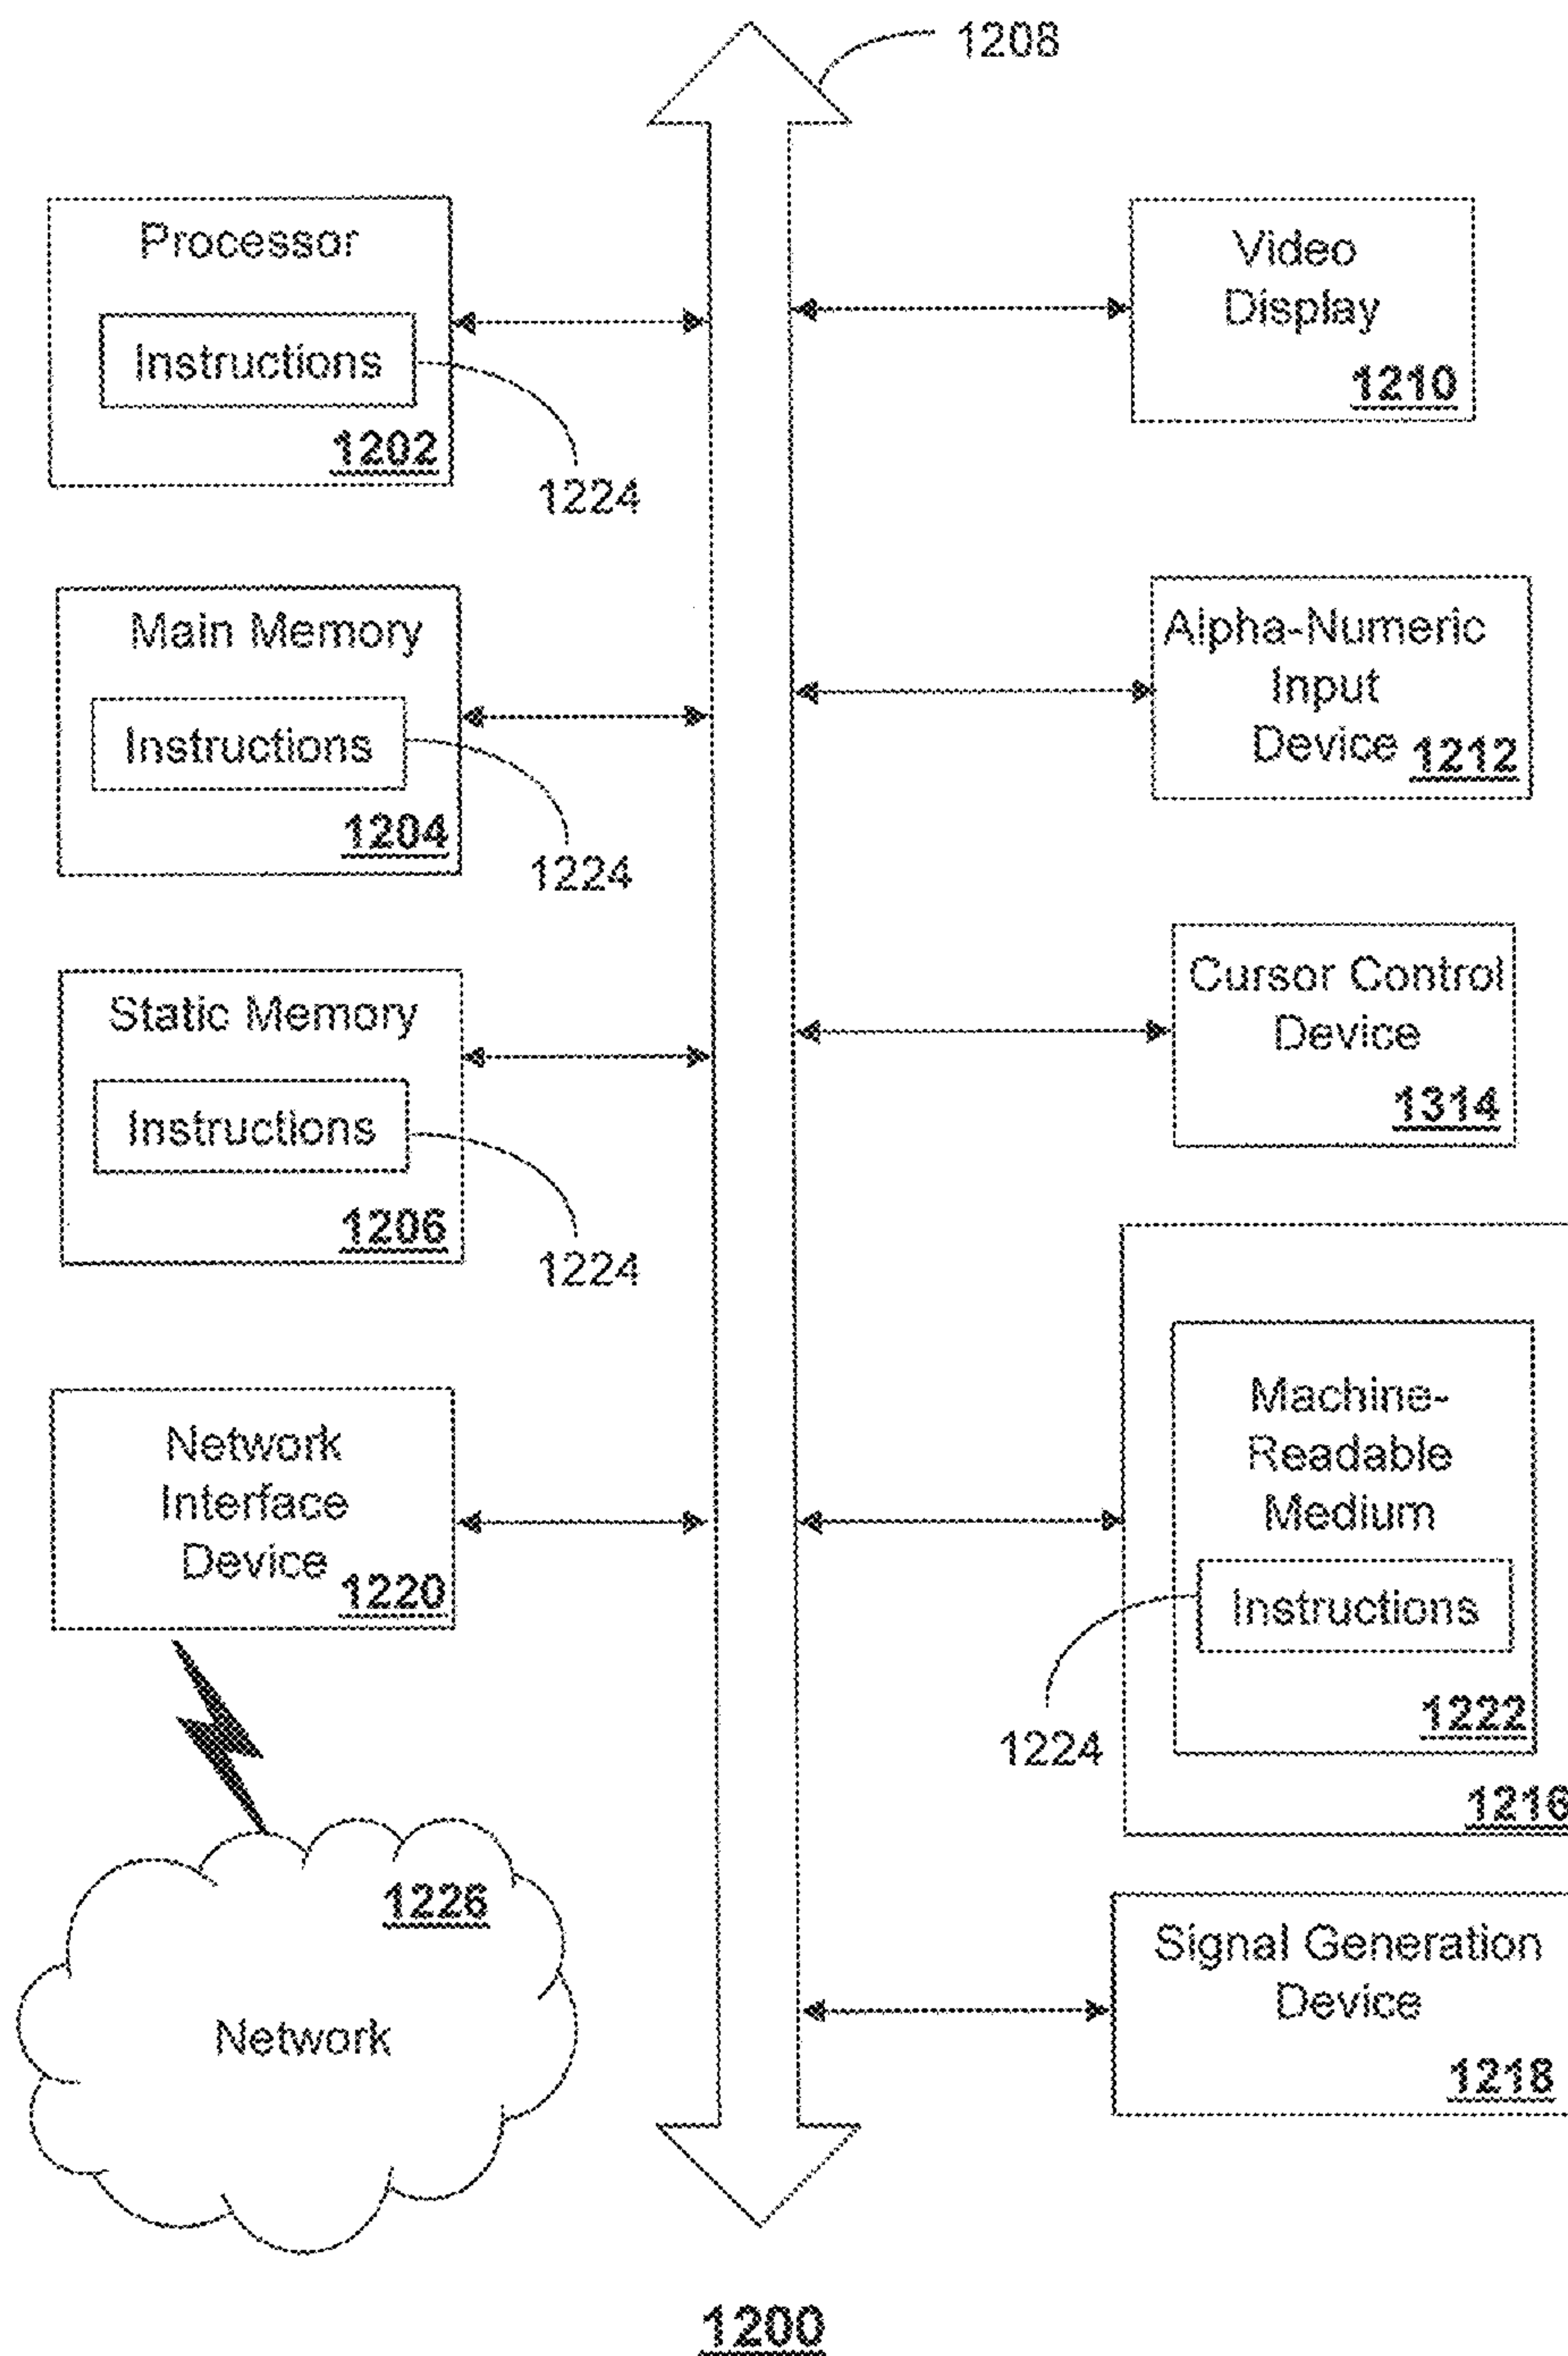 1208
Processor
Instructions
1202
1224
Video
Display
1210
Main Memory
Instructions
1204
1224
Alpha-Numeric
Input
Device 1212
Static Memory
Instructions
1206
1224
Cursor Control
Device
1314
Network
Interface
Device 1220
Machine-
Readable
Medium
Instructions
1222
1224
1216
1226
Network
Signal Generation
Device
1218
1200